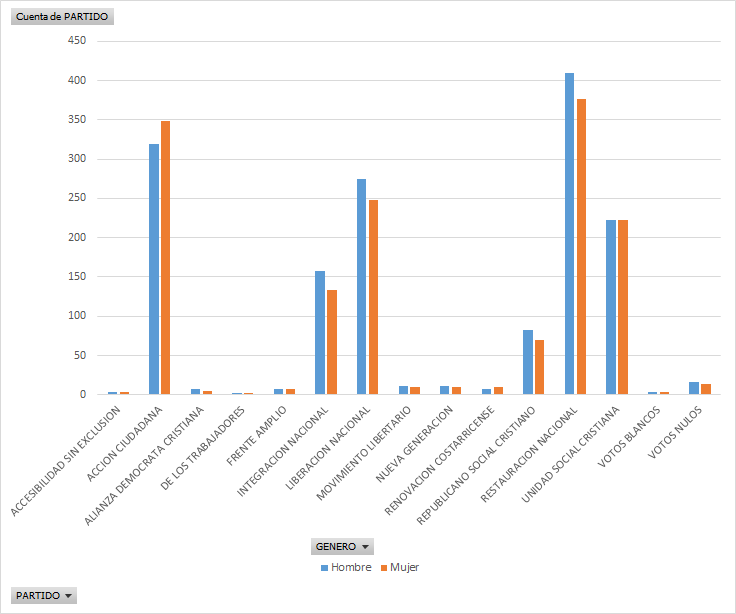 Cuenta de PARTIDO
450
400
350
300
250
200
150
100
50
0
ACCESIBILIDAD SIN EXCLUSION
ACCION CIUDADANA
ALIANZA DEMOCRATA CRISTIANA
DE LOS TRABAJADORES
FRENTE AMPLIO
INTEGRACION NACIONAL
LIBERACION NACIONAL
MOVIMIENTO LIBERTARIO
NUEVA GENERACION
RENOVACION COSTARRICENSE
REPUBLICANO SOCIAL CRISTIANO
RESTAURACION NACIONAL
UNIDAD SOCIAL CRISTIANA
VOTOS BLANCOS
VOTOS NULOS
GENERO
Hombre Mujer
PARTIDO